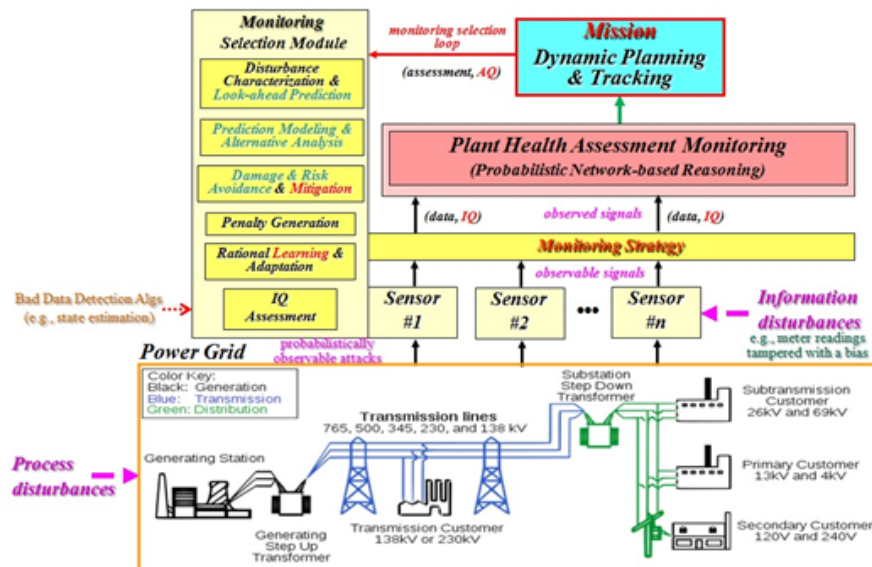 Monitoring
Selection Module
Disturbance
Characterization &
Look-ahead Prediction
Prediction Modeling &
Alternative Analysis
Damage & Risk
Avoidance & Mitigation
Penalty Generation
Rational Learning &
Adaptation
IQ
Assessment
monitoring selection
loop
(assessment, AQ)
Mission
Dynamic Planning
& Tracking
Plant Health Assessment Monitoring
(Probabilistic Network-based Reasoning)
(data, IQ)
observed signals
(data, IQ)
Monitoring Strategy
observable signals
Bad Data Detection Algs
(e.g., state estimation)
Sensor
#1
Sensor
#2
•••
Sensor
#n
Information
disturbances
e.g., meter readings
tampered with a bias
probabilistically
observable attacks
Power Grid
Color Key:
Black: Generation
Blue: Transmission
Green: Distribution
Substation
Step Down
Transformer
Subtransmission
Customer
26kV and 69kV
Transmission lines
765, 500, 345, 230, and 138 kV
Process
disturbances
Generating Station
Generating
Step Up
Transformer
Transmission Customer
138kV or 230kV
Primary Customer
13kV and 4kV
Secondary Customer
120V and 240V